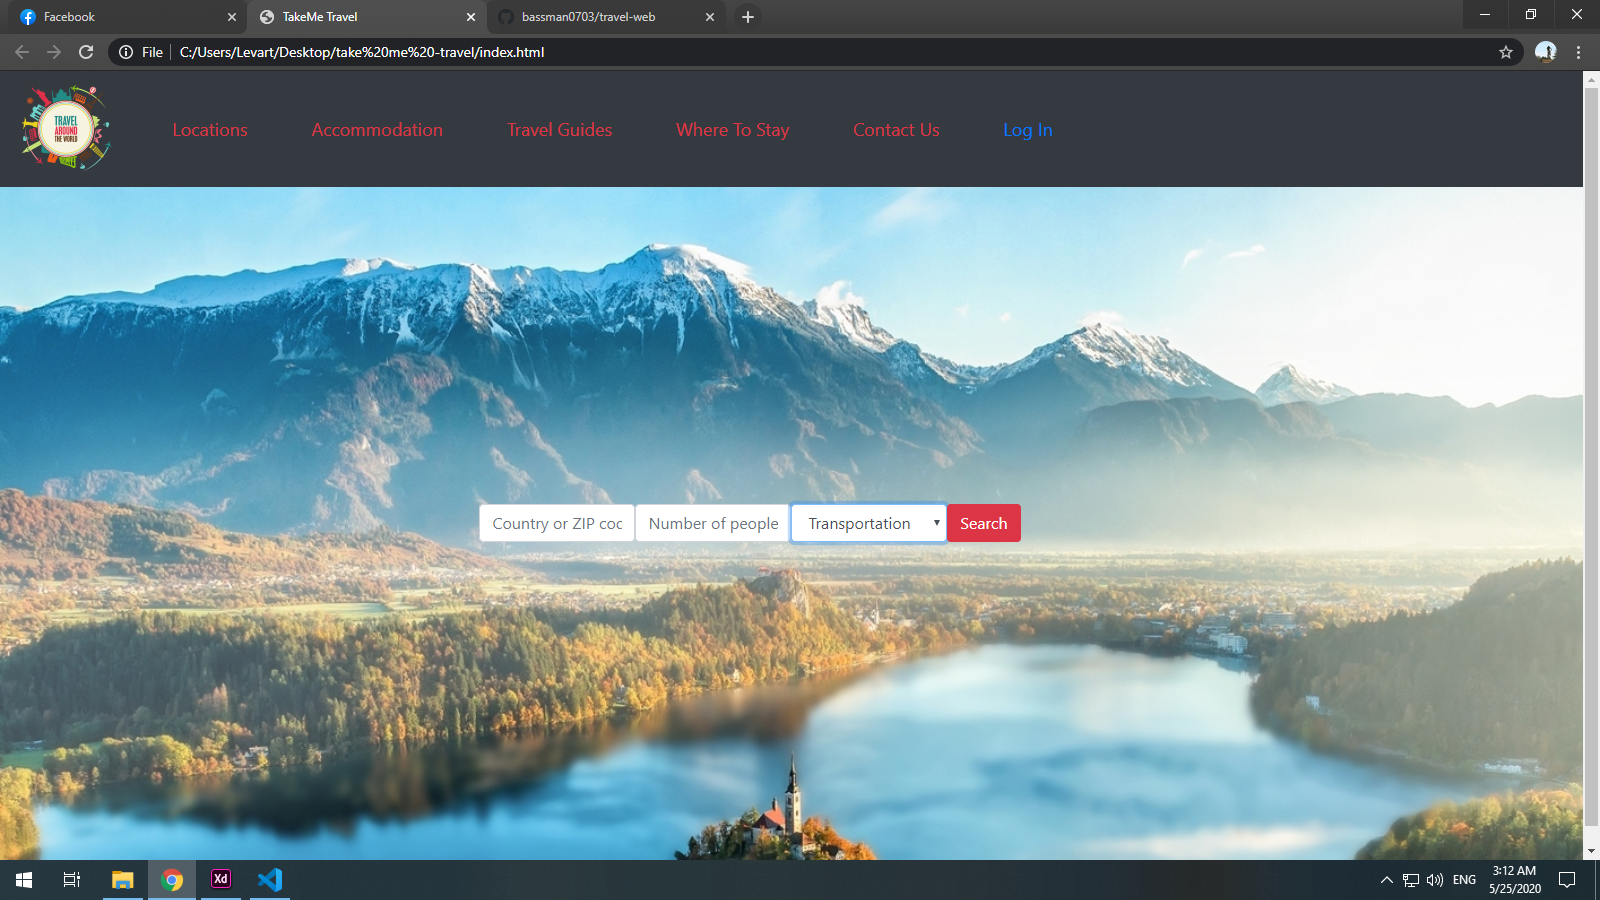 Facebook
TakeMe Travel
bassman0703/travel-web
File
C:/Users/Levart/Desktop/take%20me%20-travel/index.html
TRAVEL
AROUND
THE WORLD
Locations
Accommodation
Travel Guides
Where To Stay
Contact Us
Log In
Country or ZIP coc
Number of people
Transportation
Search
Xd
ENG
3:12 AM
5/25/2020